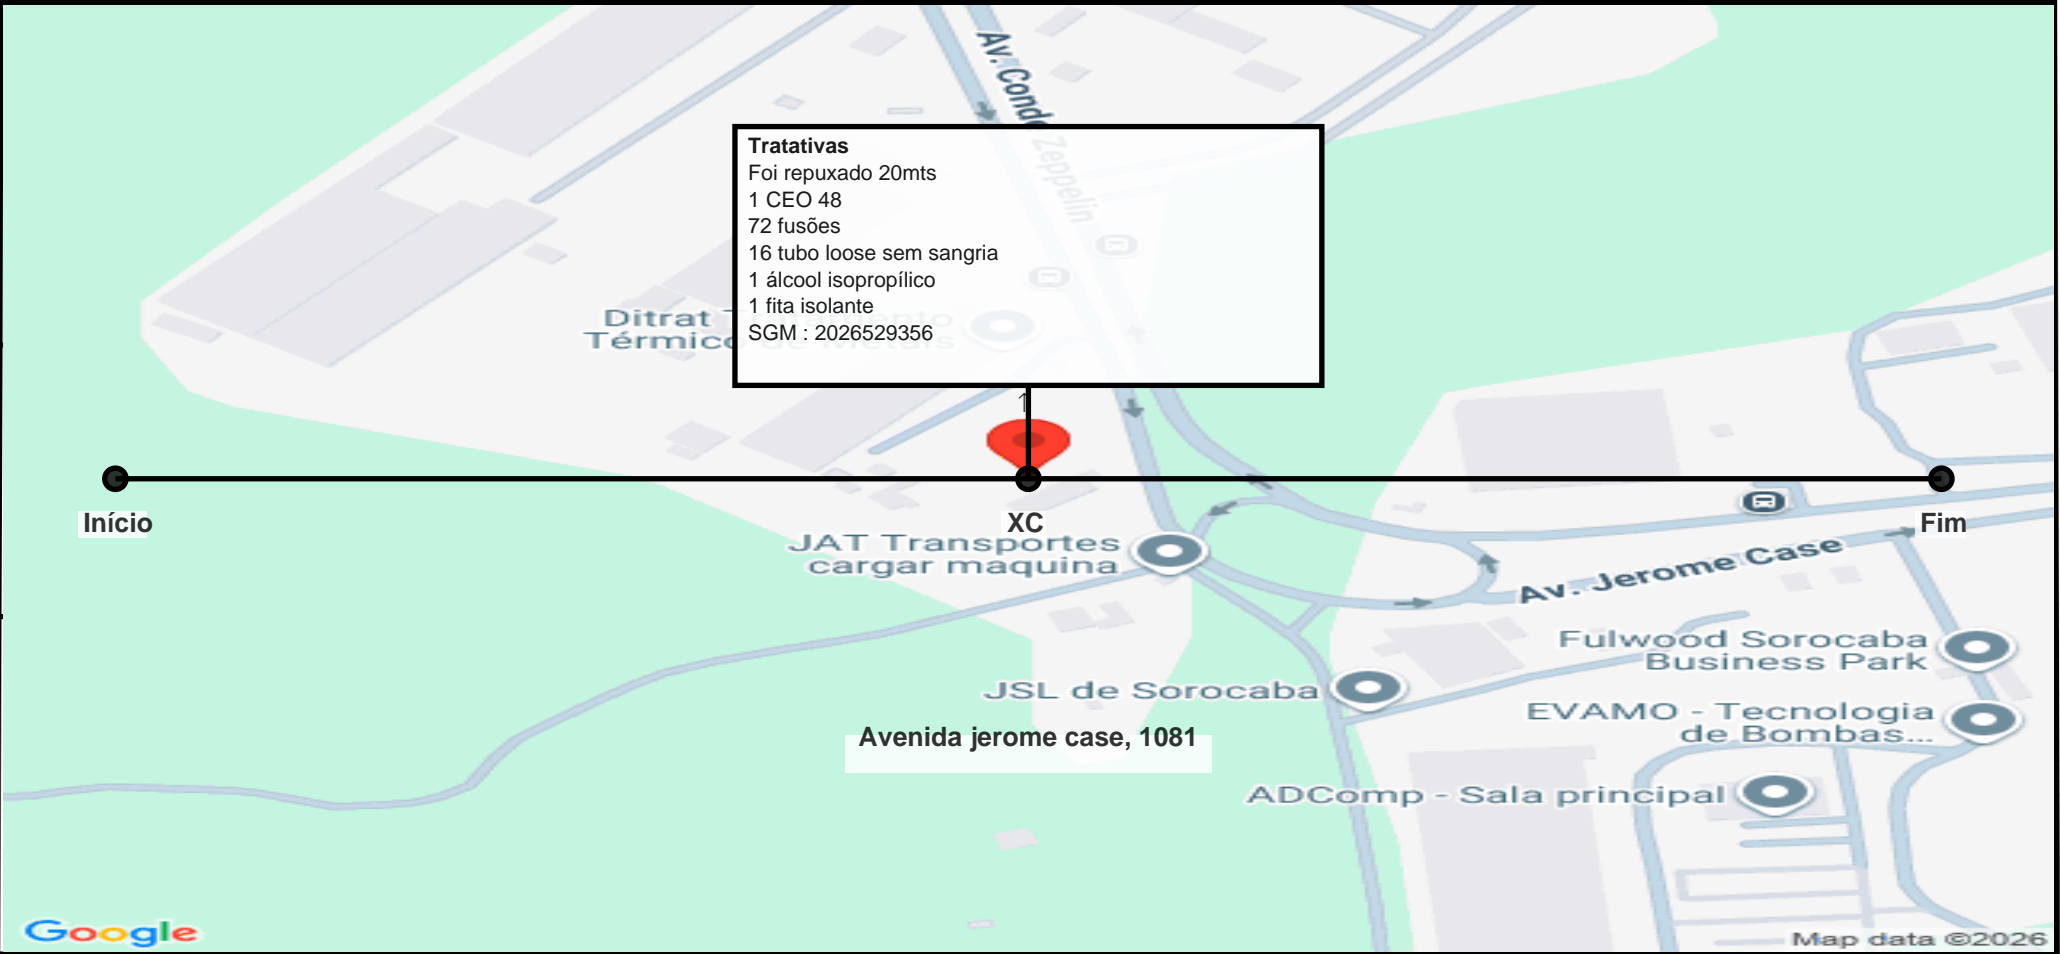 Av. Conde Zeppelin
Tratativas
Foi repuxado 20mts
1 CEO 48
72 fusões
16 tubo loose sem sangria
1 álcool isopropílico
1 fita isolante
SGM : 2026529356
Ditrat Tratamento
Térmico de Metais
1
Início
XC
Fim
JAT Transportes
cargar maquina
Av. Jerome Case
Fulwood Sorocaba
Business Park
JSL de Sorocaba
EVAMO - Tecnologia
de Bombas...
Avenida jerome case, 1081
ADComp - Sala principal
Google
Map data ©2026